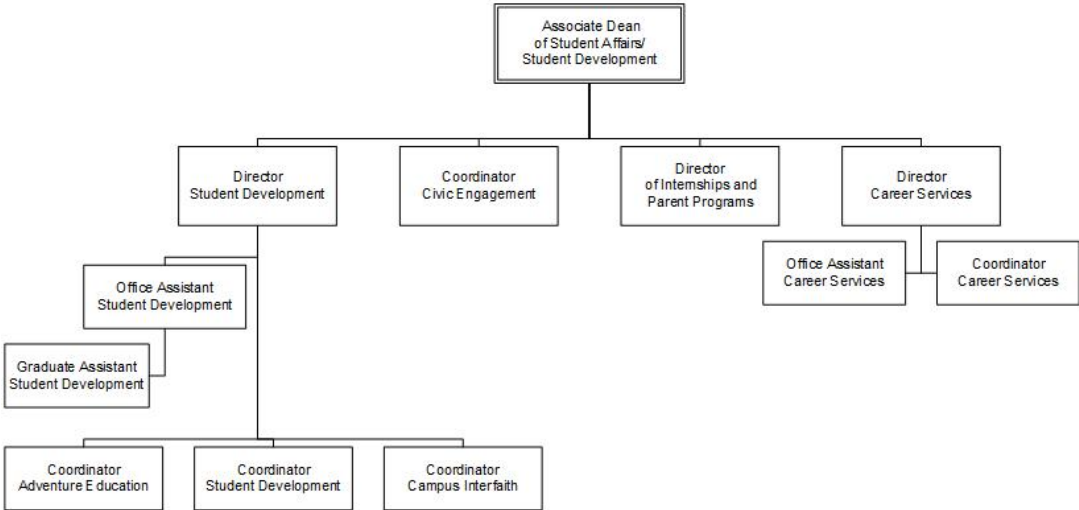 Associate Dean
of Student Affairs/
Student Development
Director
Student Development
Coordinator
Civic Engagement
Director
of Internships and
Parent Programs
Director
Career Services
Office Assistant
Career Services
Coordinator
Career Services
Office Assistant
Student Development
Graduate Assistant
Student Development
Coordinator
Adventure Education
Coordinator
Student Development
Coordinator
Campus Interfaith